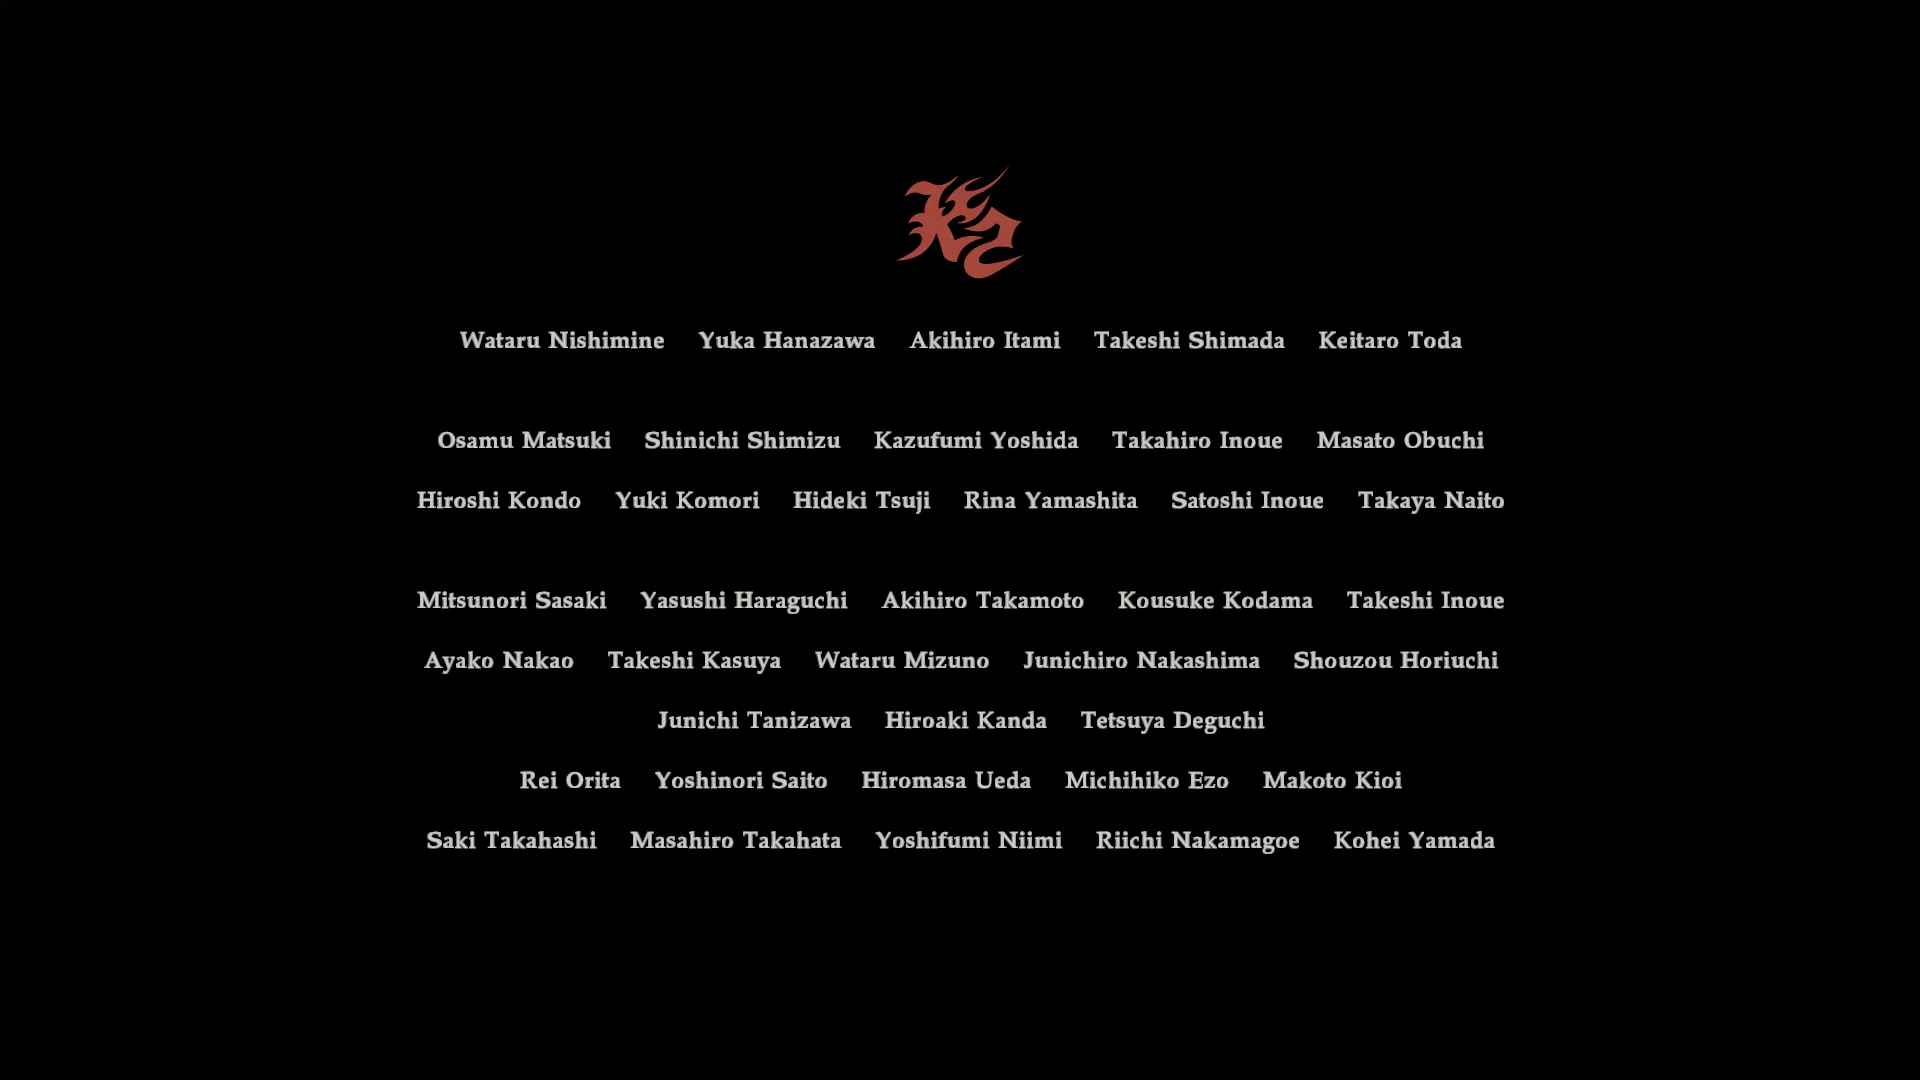 K2
Wataru Nishimine Yuka Hanazawa Akihiro Itami Takeshi Shimada Keitaro Toda
Osamu Matsuki Shinichi Shimizu Kazufumi Yoshida Takahiro Inoue Masato Obuchi
Hiroshi Kondo Yuki Komori Hideki Tsuji Rina Yamashita Satoshi Inoue Takaya Naito
Mitsunori Sasaki Yasushi Haraguchi Akihiro Takamoto Kousuke Kodama Takeshi Inoue
Ayako Nakao Takeshi Kasuya Wataru Mizuno Junichiro Nakashima Shouzou Horiuchi
Junichi Tanizawa Hiroaki Kanda Tetsuya Deguchi
Rei Orita Yoshinori Saito Hiromasa Ueda Michihiko Ezo Makoto Kioi
Saki Takahashi Masahiro Takahata Yoshifumi Niimi Riichi Nakamagoe Kohei Yamada